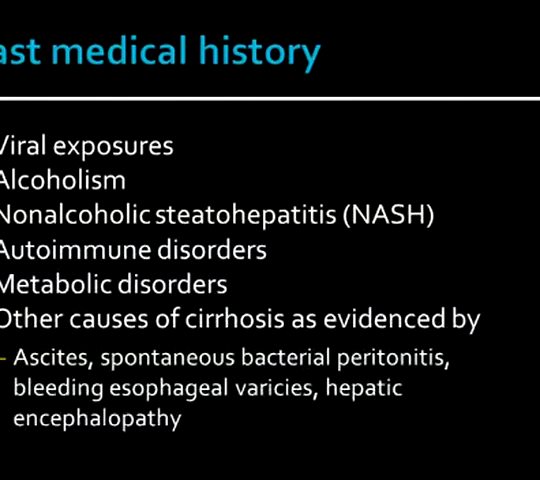 ast medical history
Viral exposures
Alcoholism
Nonalcoholic steatohepatitis (NASH)
Autoimmune disorders
Metabolic disorders
Other causes of cirrhosis as evidenced by
– Ascites, spontaneous bacterial peritonitis,
bleeding esophageal varicies, hepatic
encephalopathy